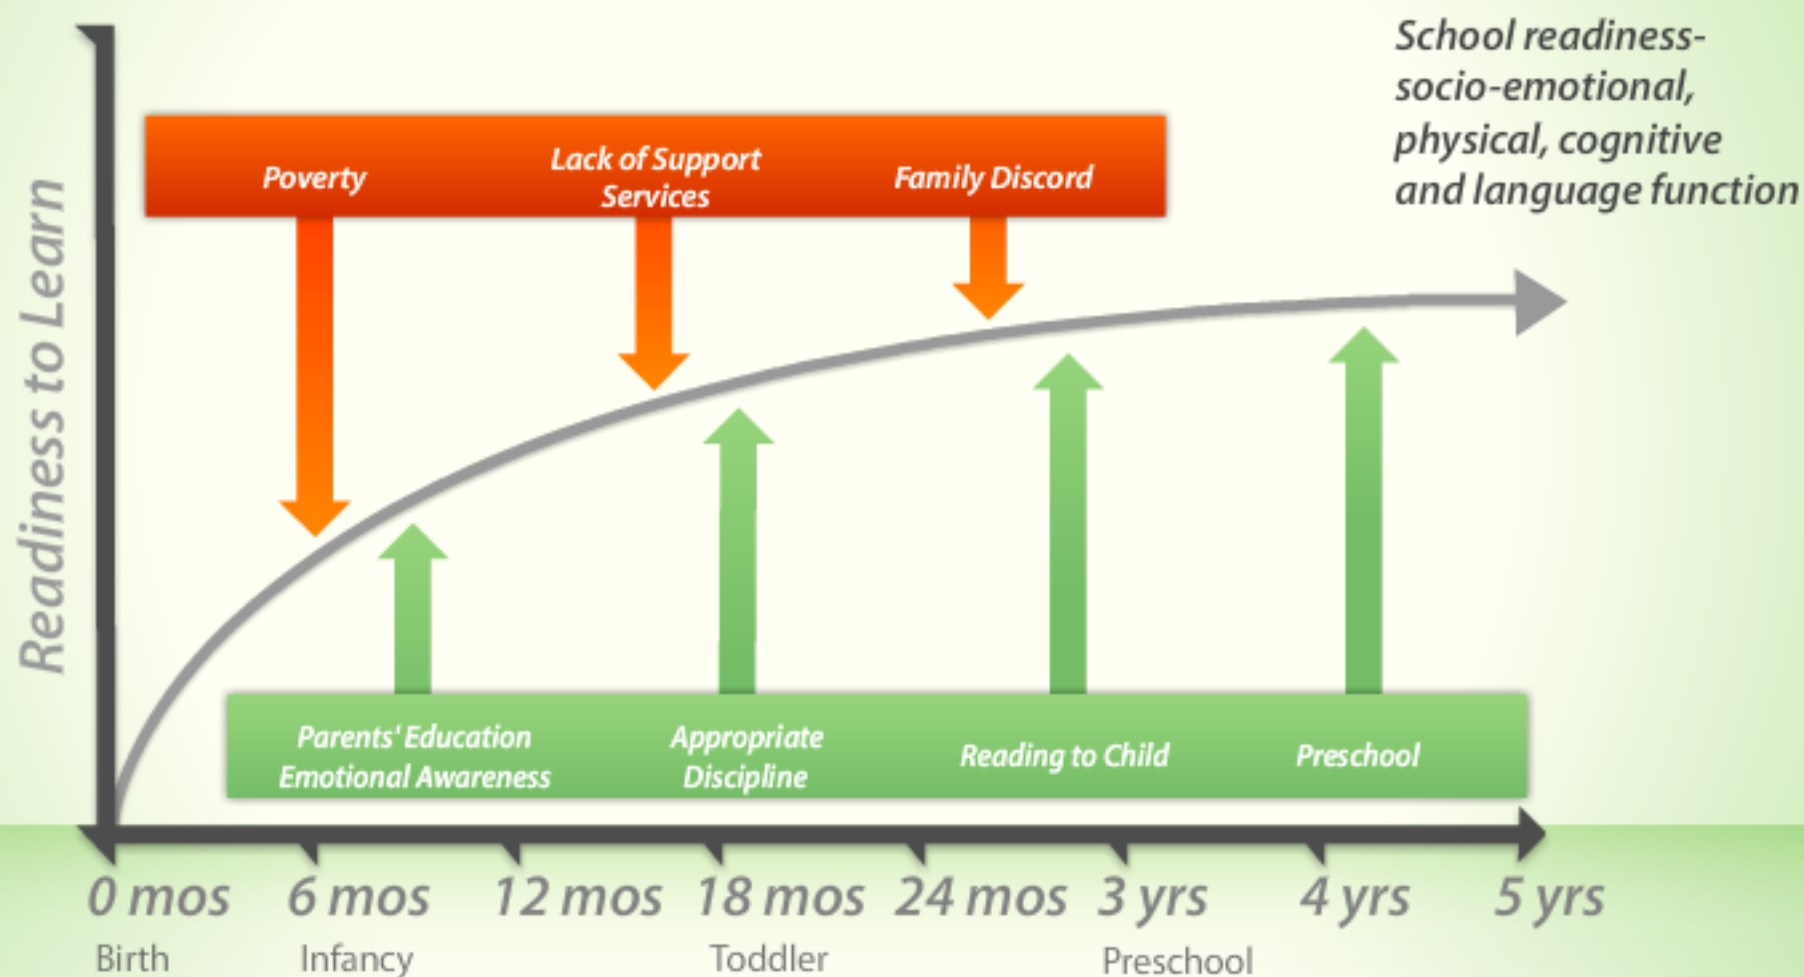 School readiness-
socio-emotional,
physical, cognitive
and language function
Readiness to Learn
Poverty
Lack of Support
Services
Family Discord
Parents' Education
Emotional Awareness
Appropriate
Discipline
Reading to Child
Preschool
0 mos 6 mos 12 mos 18 mos 24 mos 3 yrs 4 yrs 5 yrs
Birth Infancy Toddler Preschool